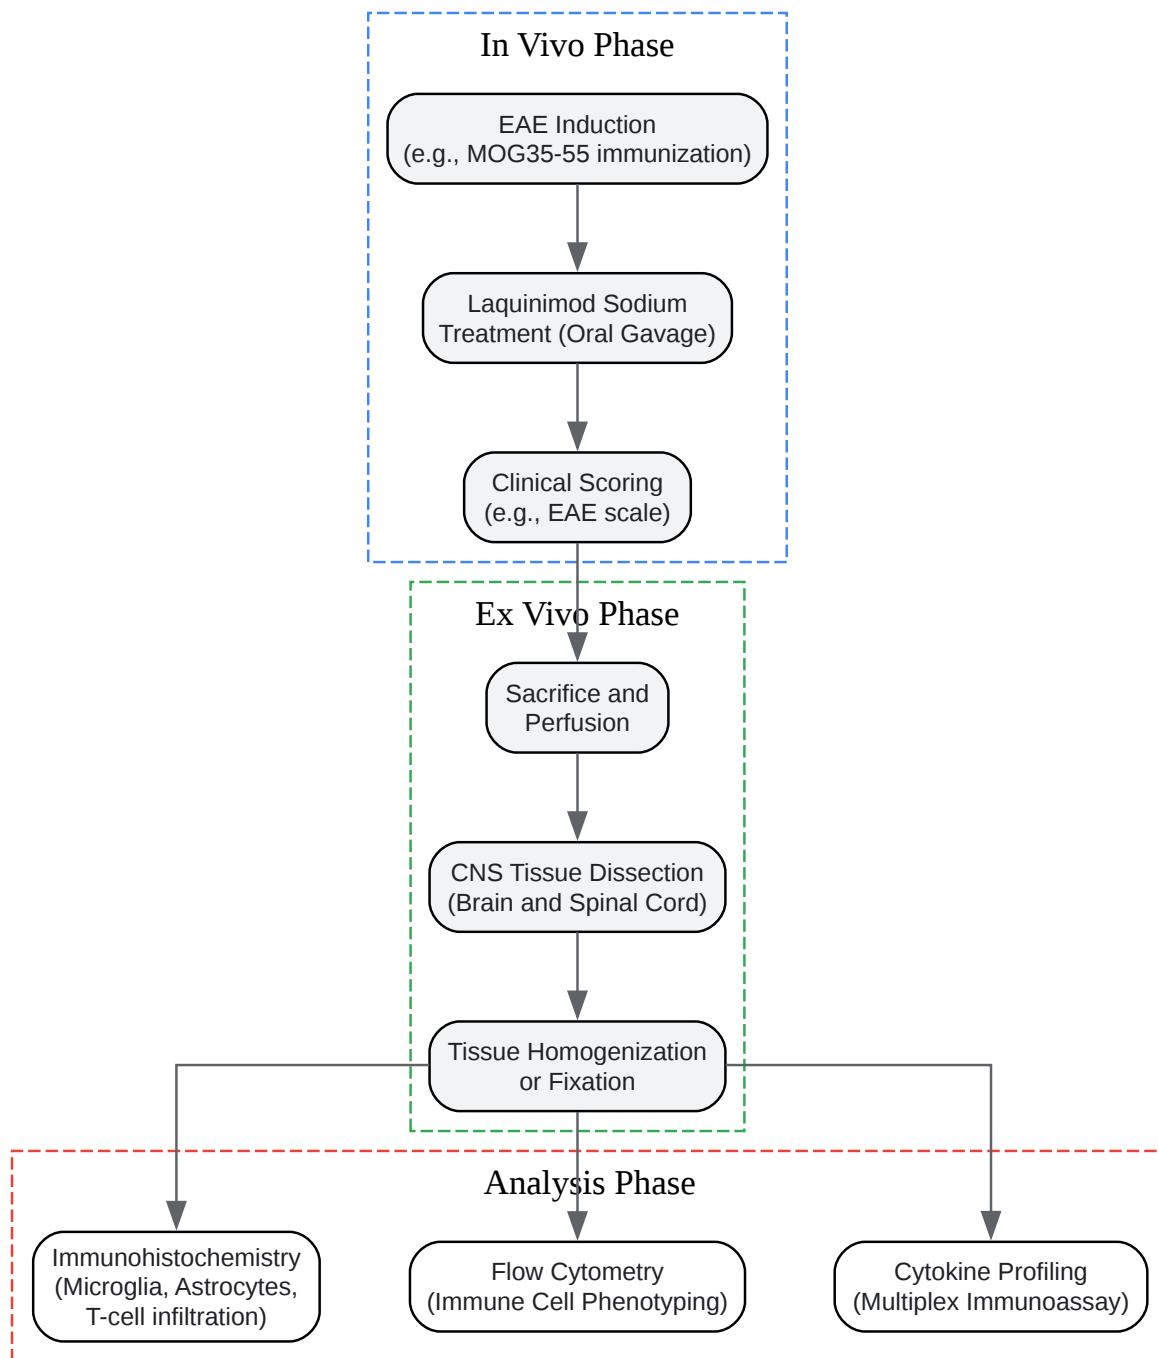 In Vivo Phase
EAE Induction
(e.g., MOG35-55 immunization)
Laquinimod Sodium
Treatment (Oral Gavage)
Clinical Scoring
(e.g., EAE scale)
Ex Vivo Phase
Sacrifice and
Perfusion
CNS Tissue Dissection
(Brain and Spinal Cord)
Tissue Homogenization
or Fixation
Analysis Phase
Immunohistochemistry
(Microglia, Astrocytes,
T-cell infiltration)
Flow Cytometry
(Immune Cell Phenotyping)
Cytokine Profiling
(Multiplex Immunoassay)